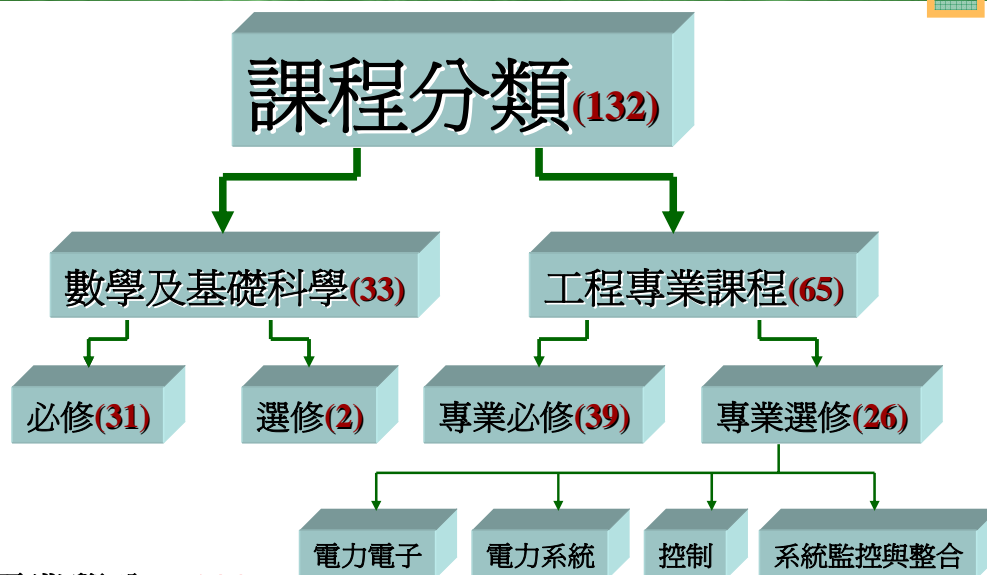 課程分類(132)
數學及基礎科學(33)
工程專業課程(65)
必修(31)
選修(2)
專業必修(39)
專業選修(26)
電力電子
電力系統
控制
系統監控與整合